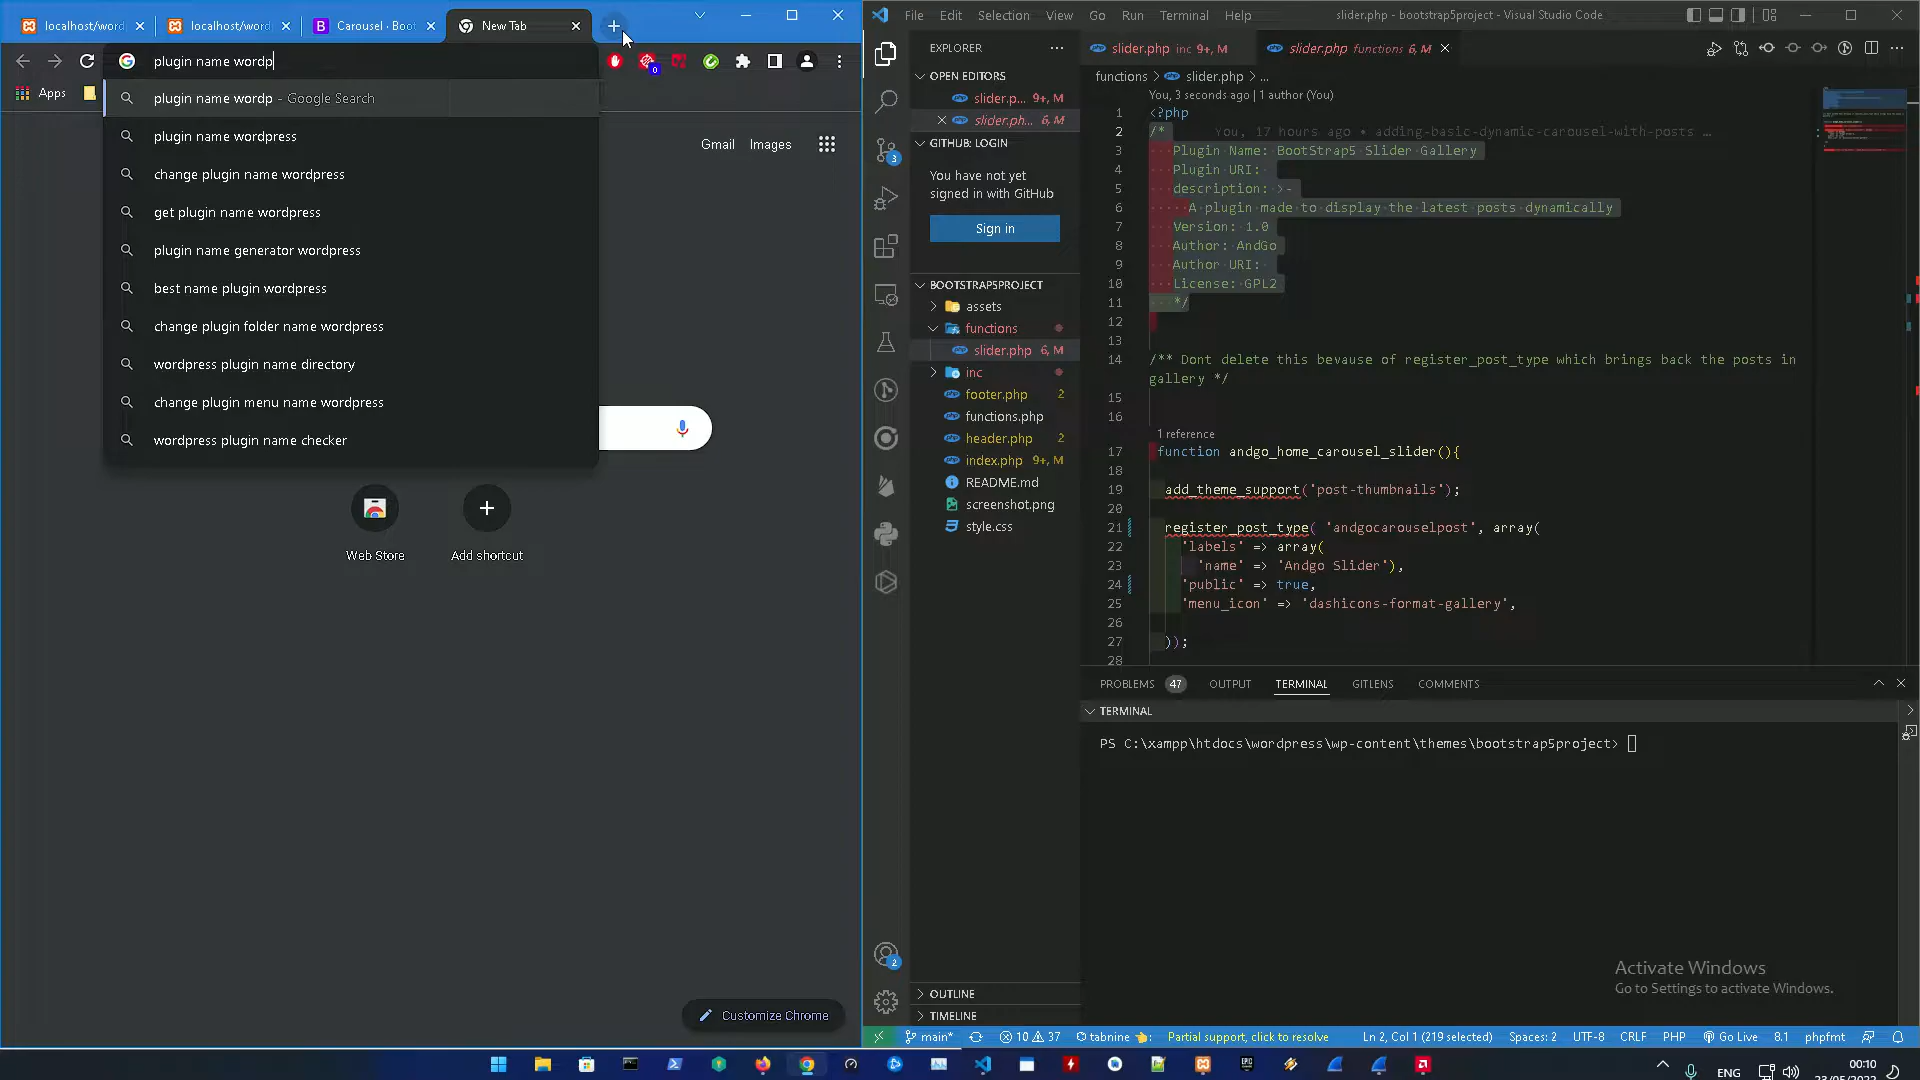 localhost/word
localhost/word
Carousel · Boot
New Tab
plugin name wordp
Apps
plugin name wordp - Google Search
plugin name wordpress
change plugin name wordpress
get plugin name wordpress
plugin name generator wordpress
best name plugin wordpress
change plugin folder name wordpress
wordpress plugin name directory
change plugin menu name wordpress
wordpress plugin name checker
Gmail Images
Web Store
Add shortcut
Customize Chrome
File Edit Selection View Go Run Terminal Help
slider.php - bootstrap5project - Visual Studio Code
EXPLORER
OPEN EDITORS
slider.p... 9+, M
slider.ph... 6, M
GITHUB: LOGIN
You have not yet
signed in with GitHub
Sign in
BOOTSTRAP5PROJECT
assets
functions
slider.php 6, M
inc
footer.php 2
functions.php
header.php 2
index.php 9+, M
README.md
screenshot.png
style.css
OUTLINE
TIMELINE
slider.php inc 9+, M
slider.php functions 6, M
functions > slider.php > ...
You, 3 seconds ago | 1 author (You)
1 <?php
2 /* You, 17 hours ago • adding-basic-dynamic-carousel-with-posts …
3 Plugin Name: BootStrap5 Slider Gallery
4 Plugin URI:
5 description: >-
6 A plugin made to display the latest posts dynamically
7 Version: 1.0
8 Author: AndGo
9 Author URI:
10 License: GPL2
11 */
12
13
14 /** Dont delete this bevause of register_post_type which brings back the posts in
gallery */
15
16
1 reference
17 function andgo_home_carousel_slider(){
18
19 add_theme_support('post-thumbnails');
20
21 register_post_type( 'andgocarouselpost', array(
22 'labels' => array(
23 'name' => 'Andgo Slider'),
24 'public' => true,
25 'menu_icon' => 'dashicons-format-gallery',
26
27 ));
28
PROBLEMS 47 OUTPUT TERMINAL GITLENS COMMENTS
TERMINAL
PS C:\xampp\htdocs\wordpress\wp-content\themes\bootstrap5project>
Activate Windows
Go to Settings to activate Windows.
main* 10 37 tabnine Partial support, click to resolve Ln 2, Col 1 (219 selected) Spaces: 2 UTF-8 CRLF PHP Go Live 8.1 phpfmt
ENG
00:10
23/05/2022